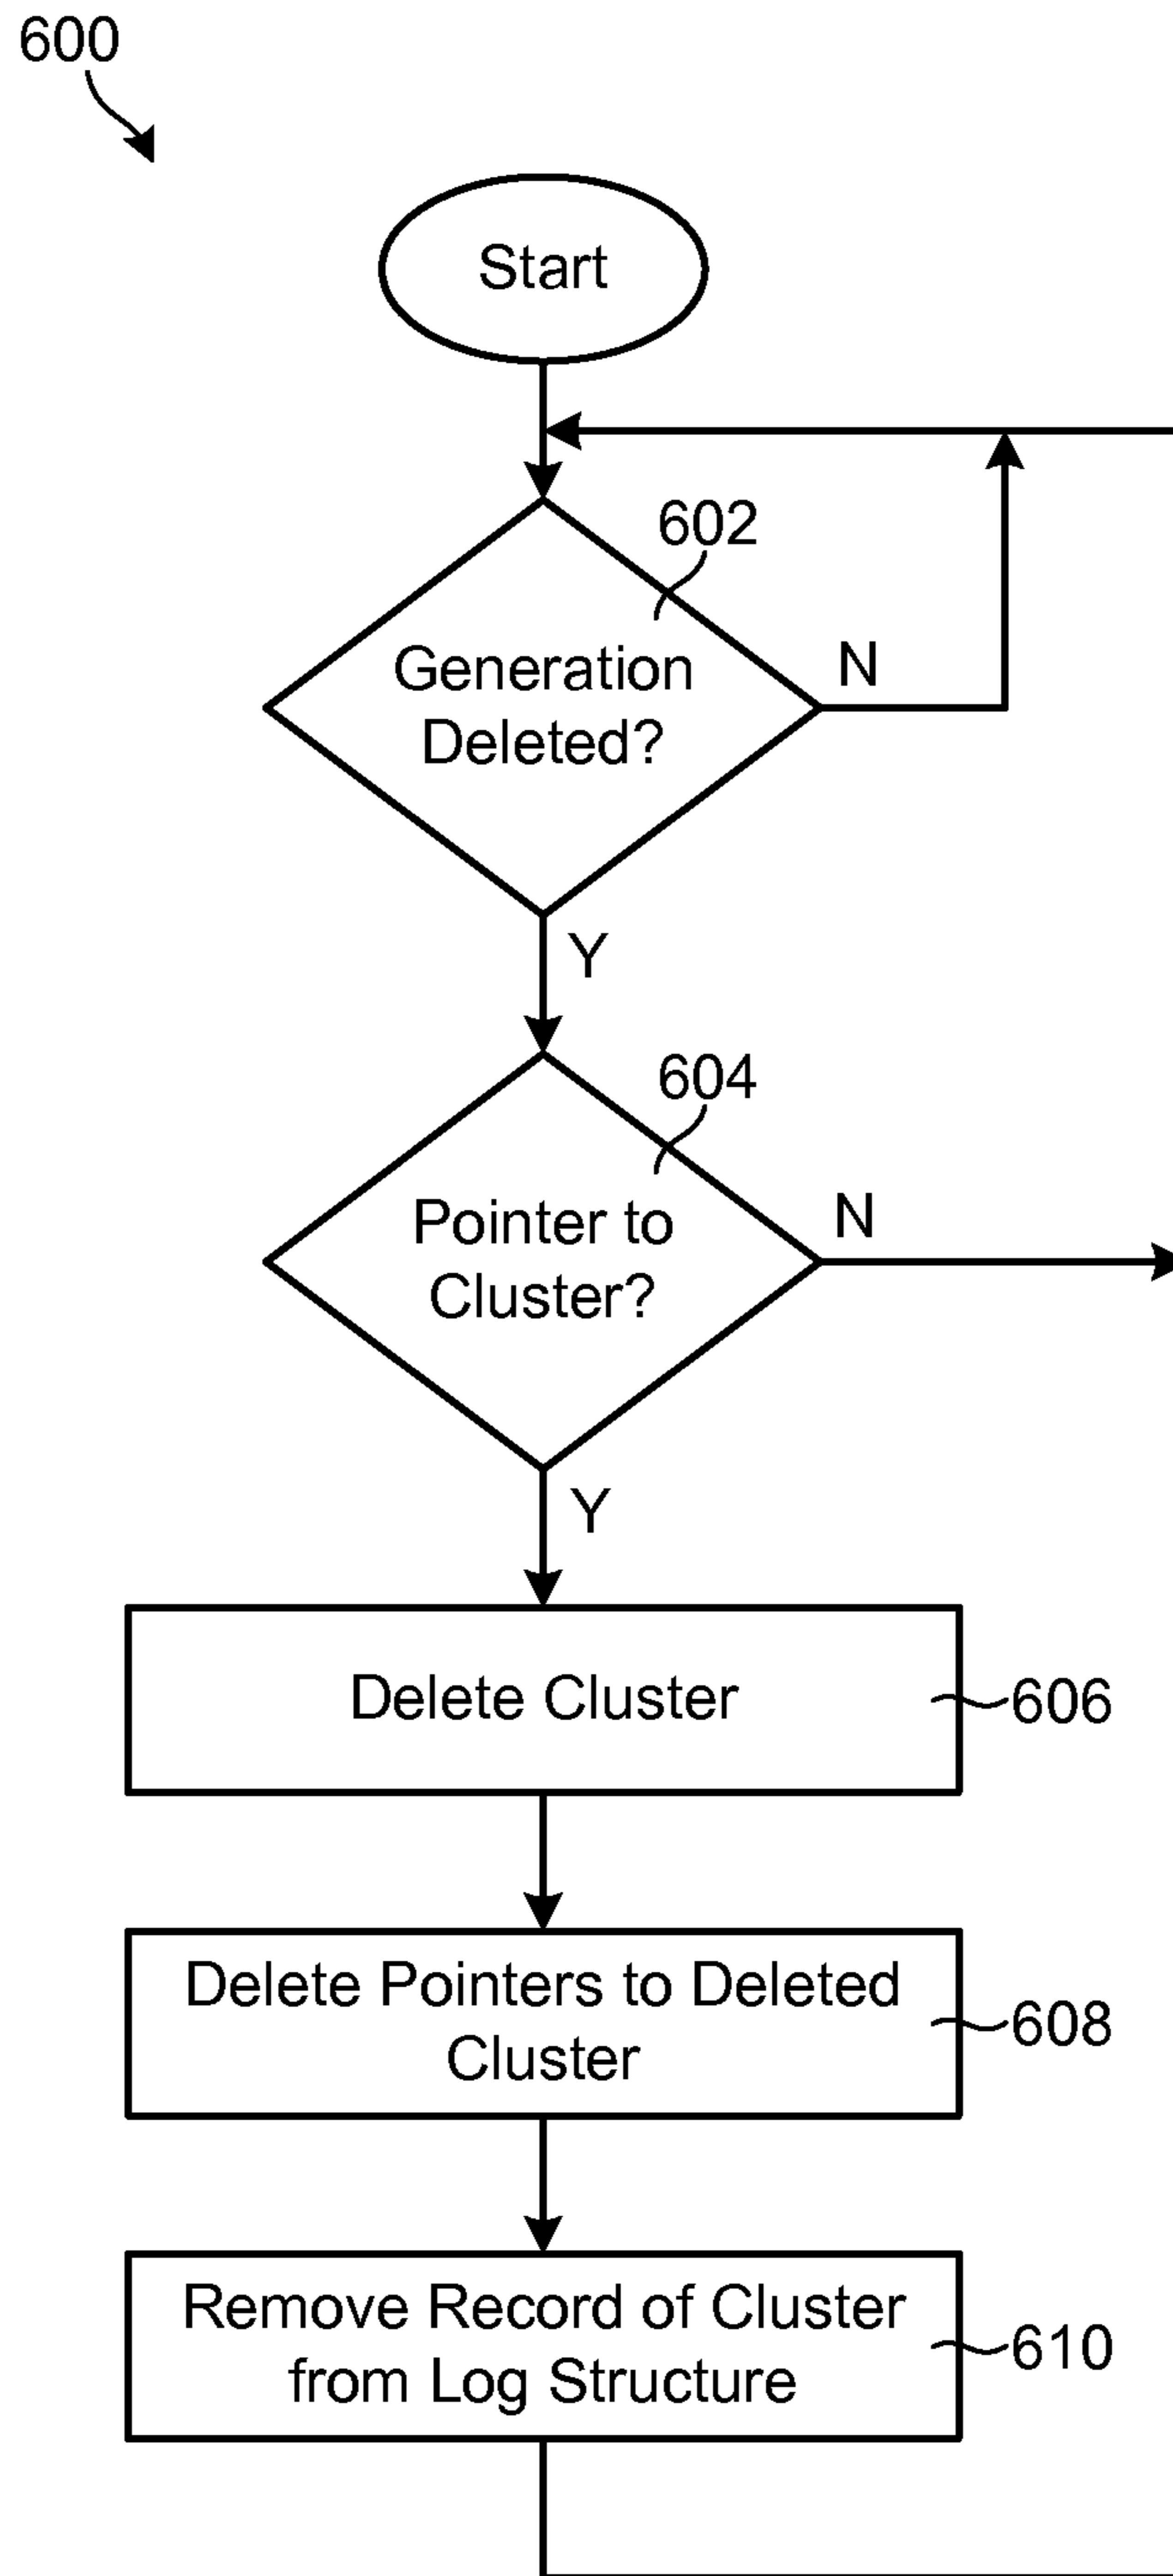 600
Start
602
Generation
Deleted?
N
Y
604
Pointer to
Cluster?
N
Y
Delete Cluster
606
Delete Pointers to Deleted
Cluster
608
Remove Record of Cluster
from Log Structure
610